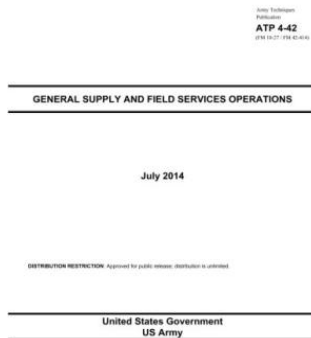 Army Techniques
Publication
ATP 4-42
GENERAL SUPPLY AND FIELD SERVICES OPERATIONS
July 2014
DISTRIBUTION RESTRICTION: Approved for public release; distribution is unlimited.
United States Government
US Army